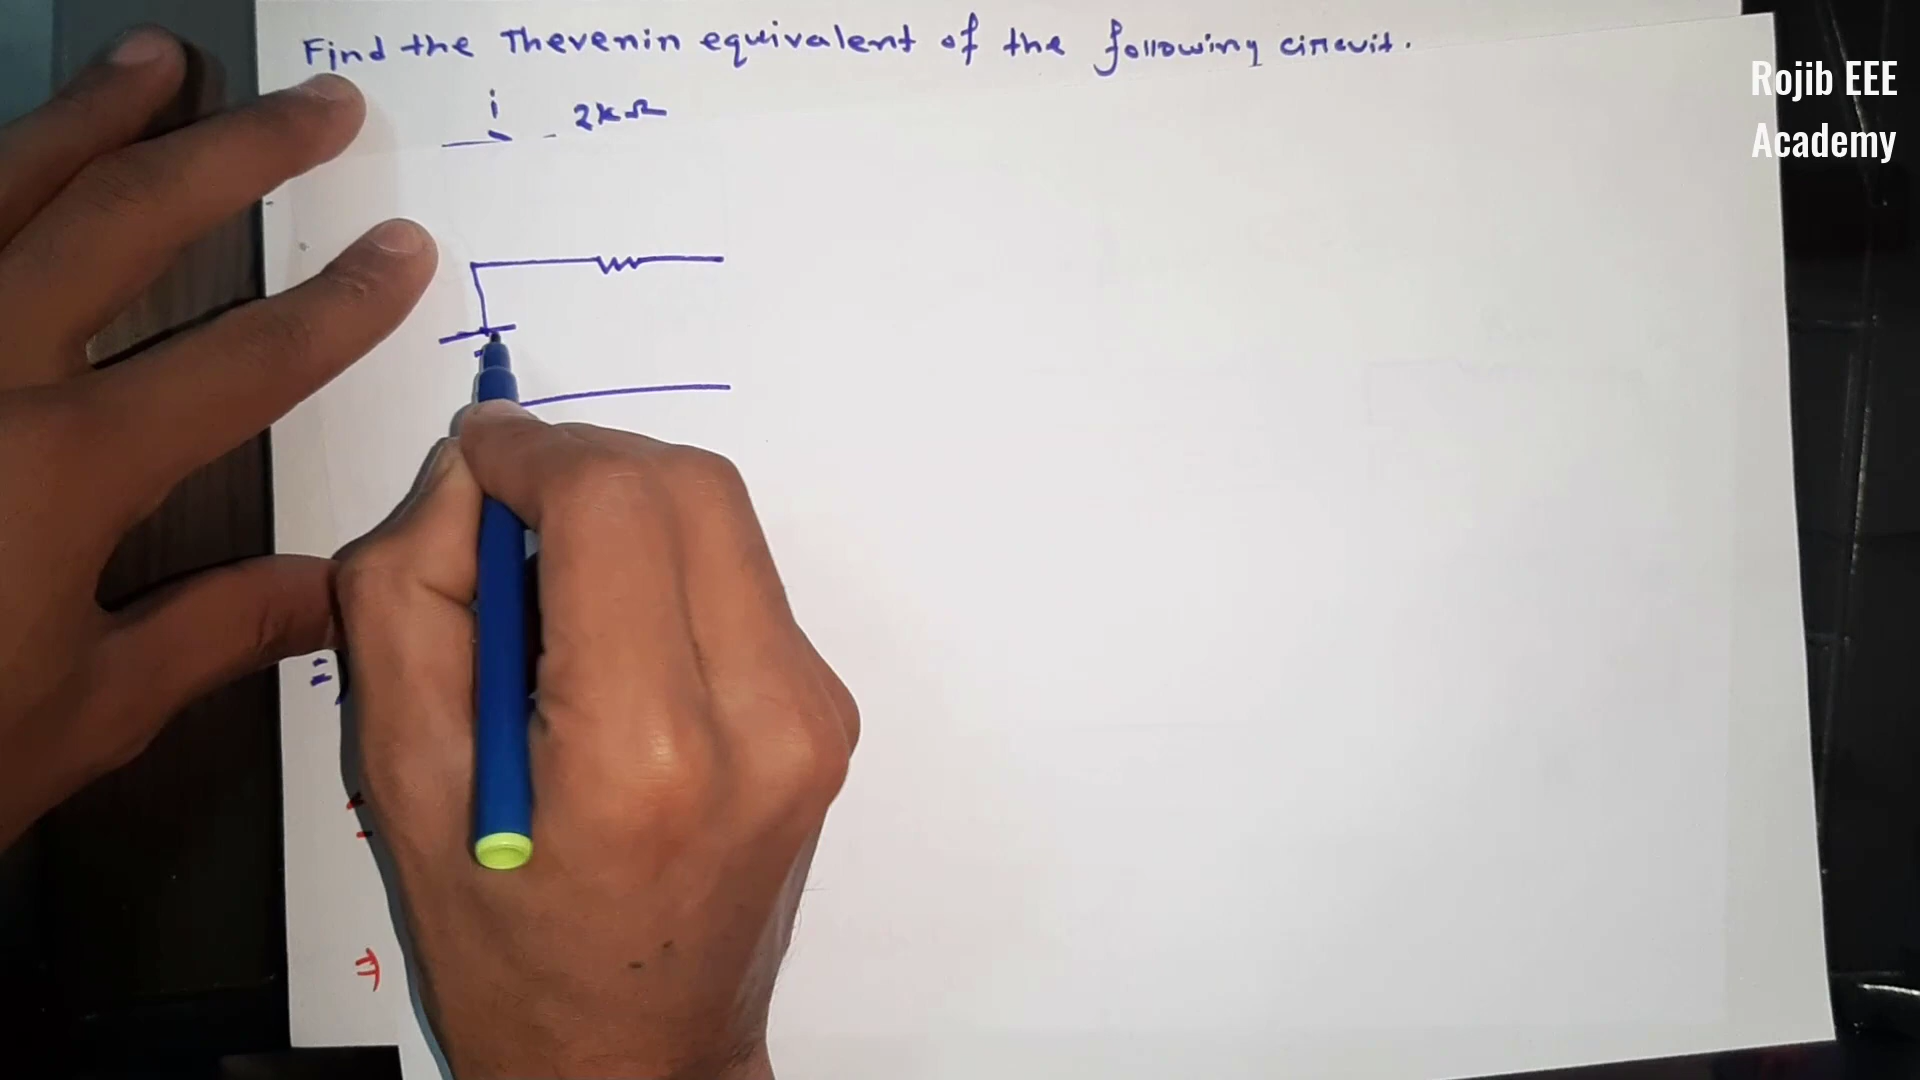 Find the Thevenin equivalent of the following circuit.
Rojib EEE
Academy
i
2kΩ
=
⇒